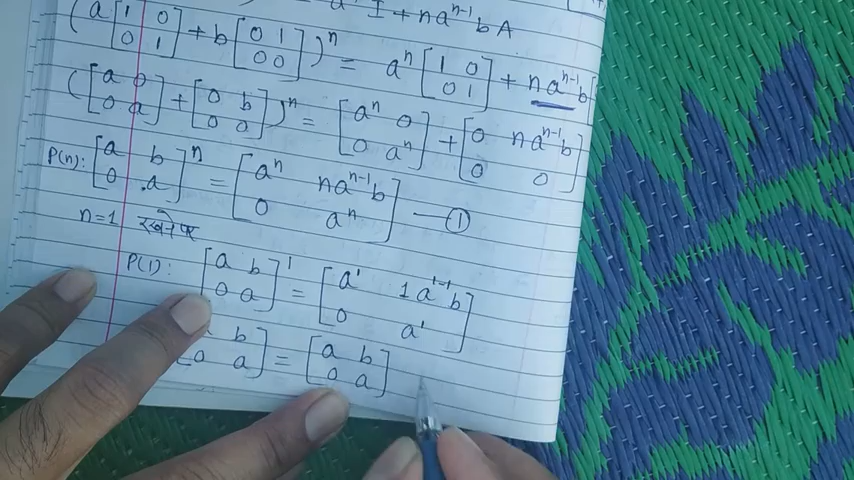 I + na^{n-1} b A
(a [1 0; 0 1] + b [0 1; 0 0])^n = a^n [1 0; 0 1] + na^{n-1} b
([a 0; 0 a] + [0 b; 0 0])^n = [a^n 0; 0 a^n] + [0 na^{n-1}b; 0 0]
P(n): [a b; 0 a]^n = [a^n na^{n-1}b; 0 a^n] — ①
n=1 रखने पर
P(1): [a b; 0 a]^1 = [a^1 1a^{1-1}b; 0 a^1]
b; 0 a] = [a b; 0 a]